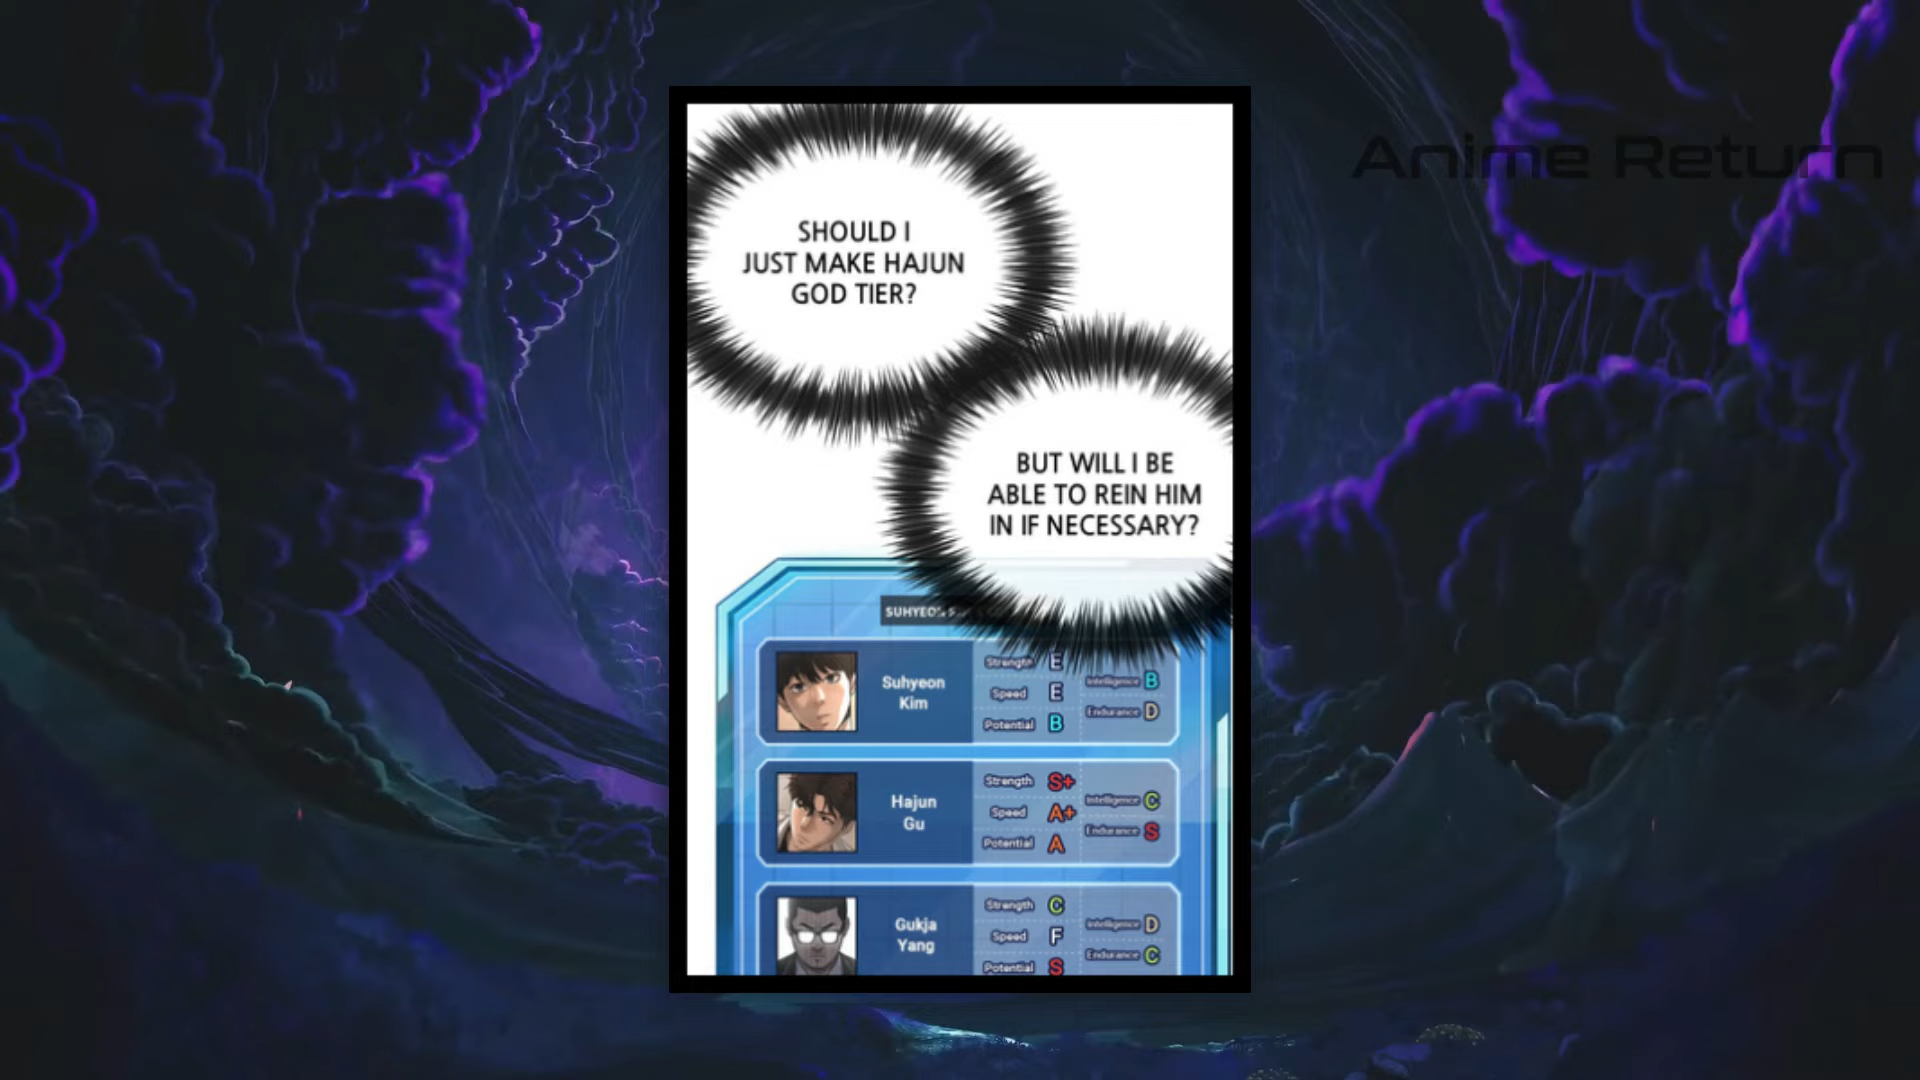 Anime Return
SHOULD I
JUST MAKE HAJUN
GOD TIER?
BUT WILL I BE
ABLE TO REIN HIM
IN IF NECESSARY?
Suhyeon
Kim
Strength E
Speed E
Potential B
Intelligence B
Endurance D
Hajun
Gu
Strength S+
Speed A+
Potential A
Intelligence C
Endurance S
Gukja
Yang
Strength C
Speed F
Potential S
Intelligence D
Endurance C